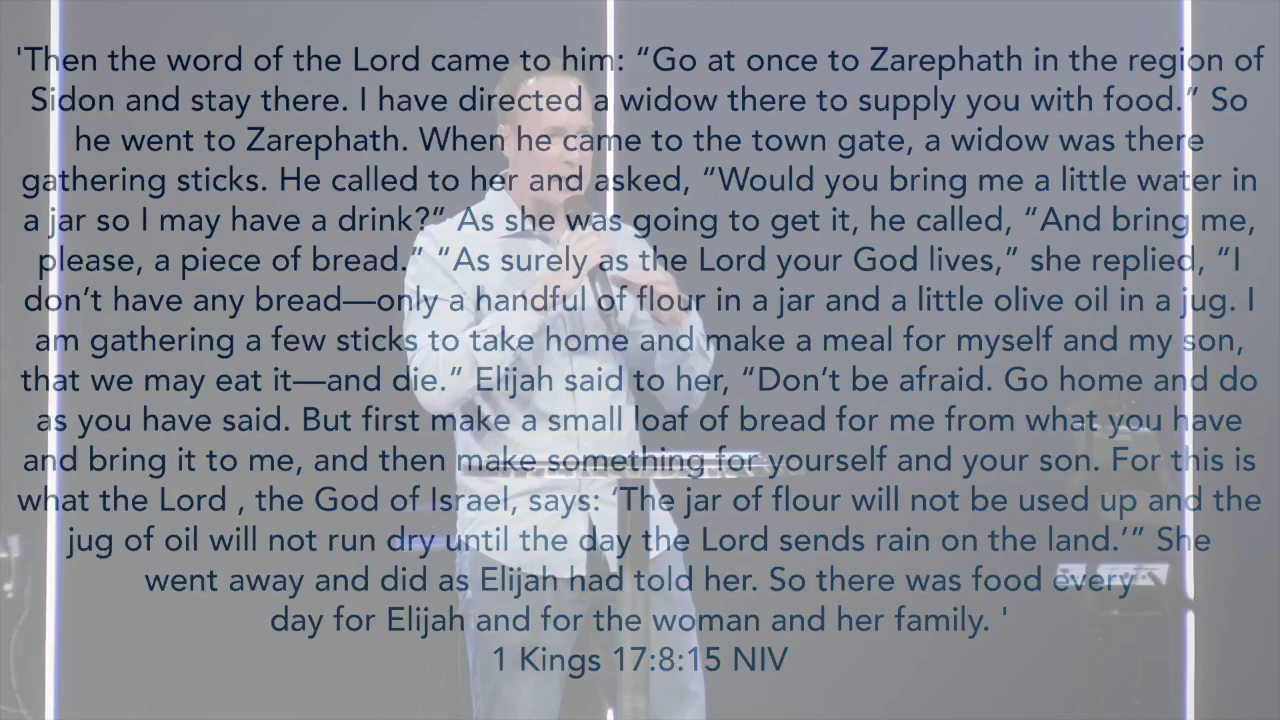 'Then the word of the Lord came to him: “Go at once to Zarephath in the region of
Sidon and stay there. I have directed a widow there to supply you with food.” So
he went to Zarephath. When he came to the town gate, a widow was there
gathering sticks. He called to her and asked, “Would you bring me a little water in
a jar so I may have a drink?” As she was going to get it, he called, “And bring me,
please, a piece of bread.” “As surely as the Lord your God lives,” she replied, “I
don’t have any bread—only a handful of flour in a jar and a little olive oil in a jug. I
am gathering a few sticks to take home and make a meal for myself and my son,
that we may eat it—and die.” Elijah said to her, “Don’t be afraid. Go home and do
as you have said. But first make a small loaf of bread for me from what you have
and bring it to me, and then make something for yourself and your son. For this is
what the Lord , the God of Israel, says: ‘The jar of flour will not be used up and the
jug of oil will not run dry until the day the Lord sends rain on the land.’” She
went away and did as Elijah had told her. So there was food every
day for Elijah and for the woman and her family. '
1 Kings 17:8:15 NIV